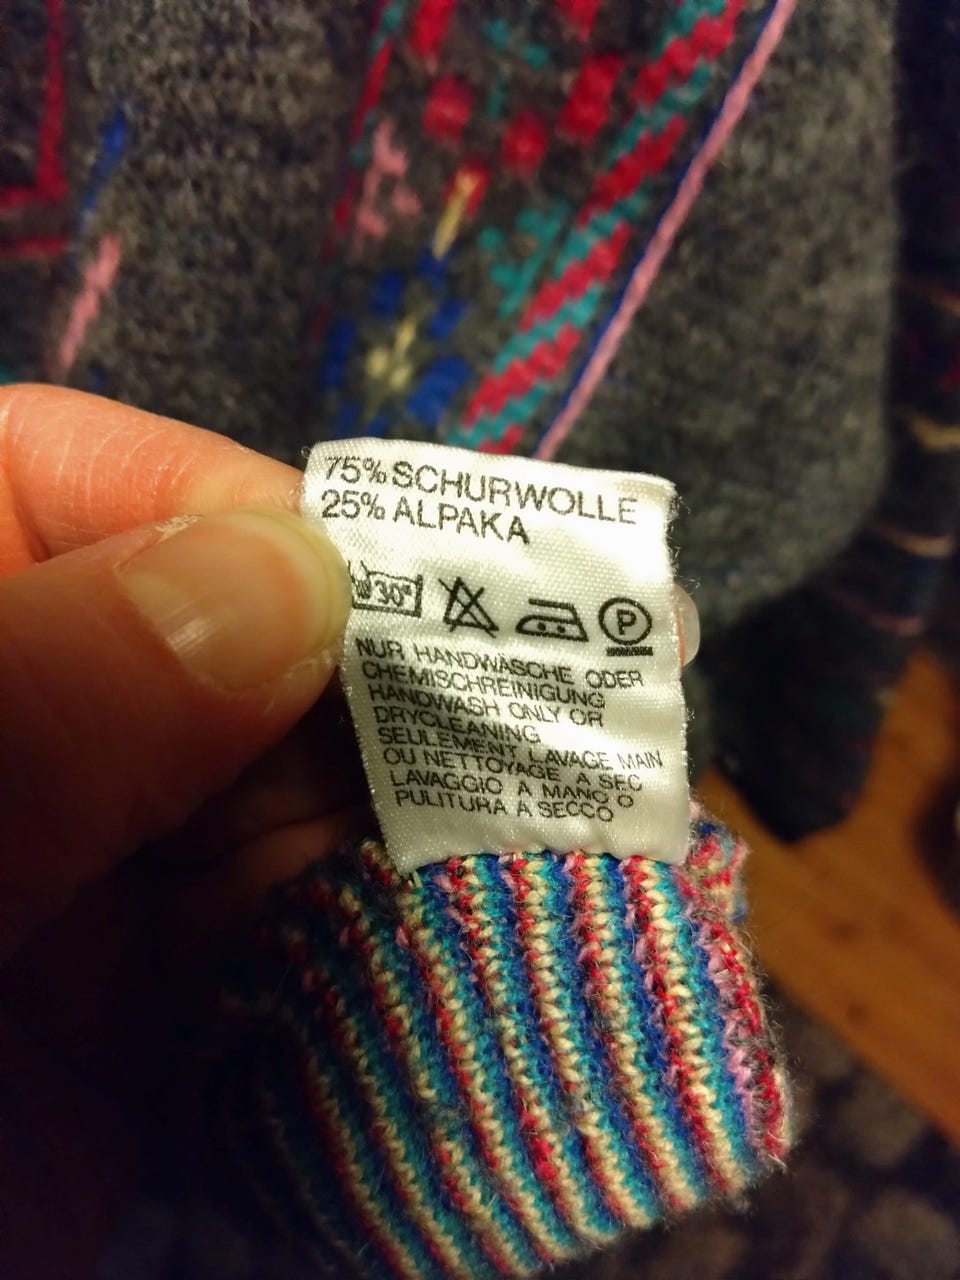 75% SCHURWOLLE
25% ALPAKA
30° P
NUR HANDWÄSCHE ODER
CHEMISCHREINIGUNG
HANDWASH ONLY OR
DRYCLEANING
SEULEMENT LAVAGE MAIN
OU NETTOYAGE A SEC
LAVAGGIO A MANO O
PULITURA A SECCO